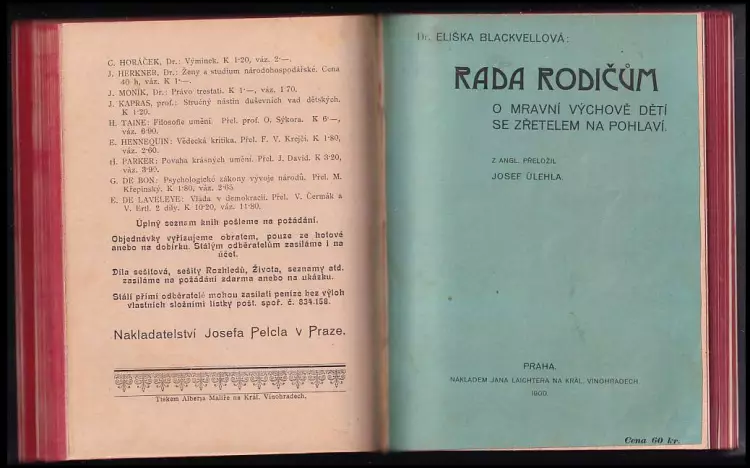 C. HORÁČEK, Dr.: Výminek. K 1·20, váz. 2·—.
J. HERKNER, Dr.: Ženy a studium národohospodářské. Cena
40 h, váz. K 1·—.
J. MONÍK, Dr.: Právo trestati. K 1·—, váz. 1·70.
J. KAPRAS, prof.: Stručný nástin duševních vad dětských.
K 1·20.
H. TAINE: Filosofie umění. Přel. prof. O. Sýkora. K 6·—,
váz. 6·90.
E. HENNEQUIN: Vědecká kritika. Přel. F. V. Krejčí. K 1·80,
váz. 2·60.
H. PARKER: Povaha krásných umění. Přel. J. David. K 3·20,
váz. 3·90.
G. DE BON: Psychologické zákony vývoje národů. Přel. M.
Křepinský. K 1·80, váz. 2·65.
E. DE LAVELEYE: Vláda v demokracii. Přel. V. Čermák a
V. Ertl. 2 díly. K 10·20, váz. 11·80.
Úplný seznam knih pošleme na požádání.
Objednávky vyřizujeme obratem, pouze za hotové
anebo na dobírku. Stálým odběratelům zasíláme i na
účet.
Díla sešitová, sešity Rozhledů, Života, seznamy atd.
zasíláme na požádání zdarma anebo na ukázku.
Stálí přímí odběratelé mohou zasílati peníze bez výloh
vlastních složními lístky pošt. spoř. č. 834.158.
Nakladatelství Josefa Pelcla v Praze.
Tiskem Alberta Malíře na Král. Vinohradech.
Dr. ELIŠKA BLACKVELLOVÁ:
RADA RODIČŮM
O MRAVNÍ VÝCHOVĚ DĚTÍ
SE ZŘETELEM NA POHLAVÍ.
Z ANGL. PŘELOŽIL
JOSEF ÚLEHLA.
PRAHA.
NÁKLADEM JANA LAICHTERA NA KRÁL. VINOHRADECH.
1900.
Cena 60 kr.